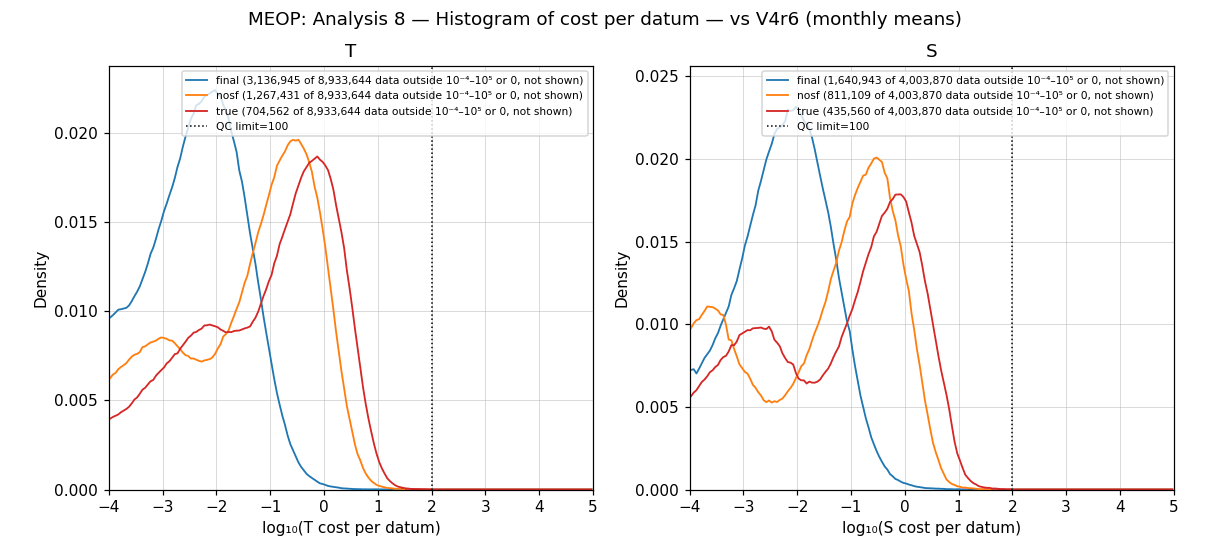 MEOP: Analysis 8 — Histogram of cost per datum — vs V4r6 (monthly means)
T
final (3,136,945 of 8,933,644 data outside 10⁻⁴–10⁵ or 0, not shown)
nosf (1,267,431 of 8,933,644 data outside 10⁻⁴–10⁵ or 0, not shown)
true (704,562 of 8,933,644 data outside 10⁻⁴–10⁵ or 0, not shown)
QC limit=100
0.020
0.015
0.010
0.005
0.000
Density
−4 −3 −2 −1 0 1 2 3 4 5
log₁₀(T cost per datum)
S
final (1,640,943 of 4,003,870 data outside 10⁻⁴–10⁵ or 0, not shown)
nosf (811,109 of 4,003,870 data outside 10⁻⁴–10⁵ or 0, not shown)
true (435,560 of 4,003,870 data outside 10⁻⁴–10⁵ or 0, not shown)
QC limit=100
0.025
0.020
0.015
0.010
0.005
0.000
Density
−4 −3 −2 −1 0 1 2 3 4 5
log₁₀(S cost per datum)